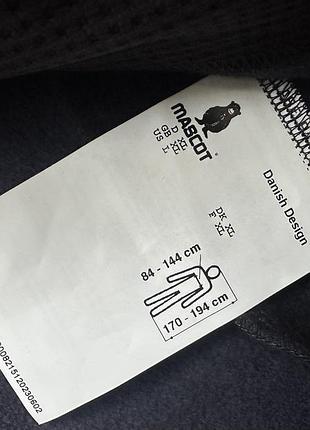 MASCOT
®
D XL
GB XL
US L
DK XL
F XL
Danish Design
84 - 144 cm
170 - 194 cm